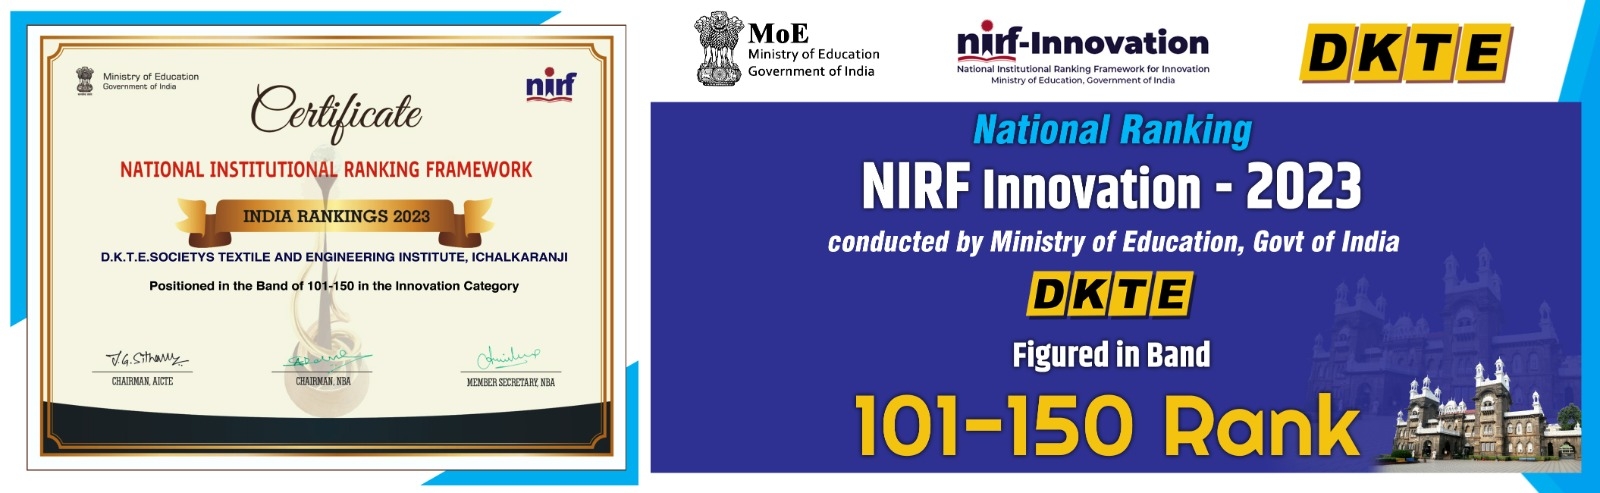 Ministry of Education
Government of India
nirf
Certificate
NATIONAL INSTITUTIONAL RANKING FRAMEWORK
INDIA RANKINGS 2023
D.K.T.E.SOCIETYS TEXTILE AND ENGINEERING INSTITUTE, ICHALKARANJI
Positioned in the Band of 101-150 in the Innovation Category
CHAIRMAN, AICTE
CHAIRMAN, NBA
MEMBER SECRETARY, NBA
MoE
Ministry of Education
Government of India
nirf-Innovation
National Institutional Ranking Framework for Innovation
Ministry of Education, Government of India
DKTE
National Ranking
NIRF Innovation - 2023
conducted by Ministry of Education, Govt of India
DKTE
Figured in Band
101-150 Rank